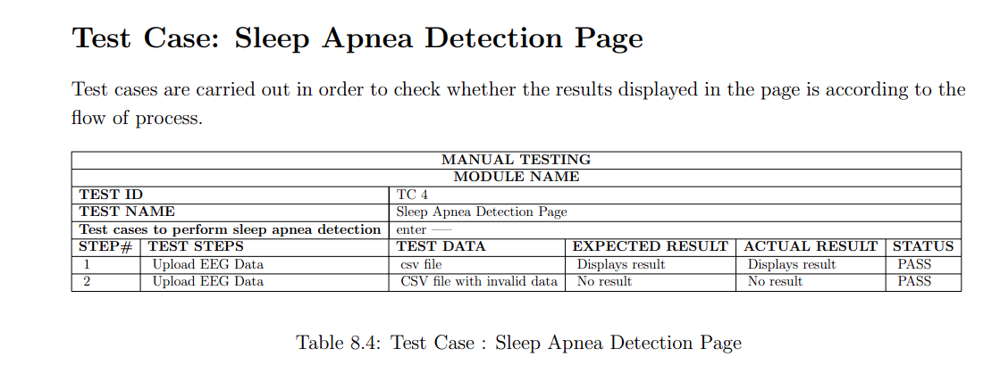 Test Case: Sleep Apnea Detection Page
Test cases are carried out in order to check whether the results displayed in the page is according to the
flow of process.
MANUAL TESTING
MODULE NAME
TEST ID TC 4
TEST NAME Sleep Apnea Detection Page
Test cases to perform sleep apnea detection enter —–
STEP# TEST STEPS TEST DATA EXPECTED RESULT ACTUAL RESULT STATUS
1 Upload EEG Data csv file Displays result Displays result PASS
2 Upload EEG Data CSV file with invalid data No result No result PASS
Table 8.4: Test Case : Sleep Apnea Detection Page